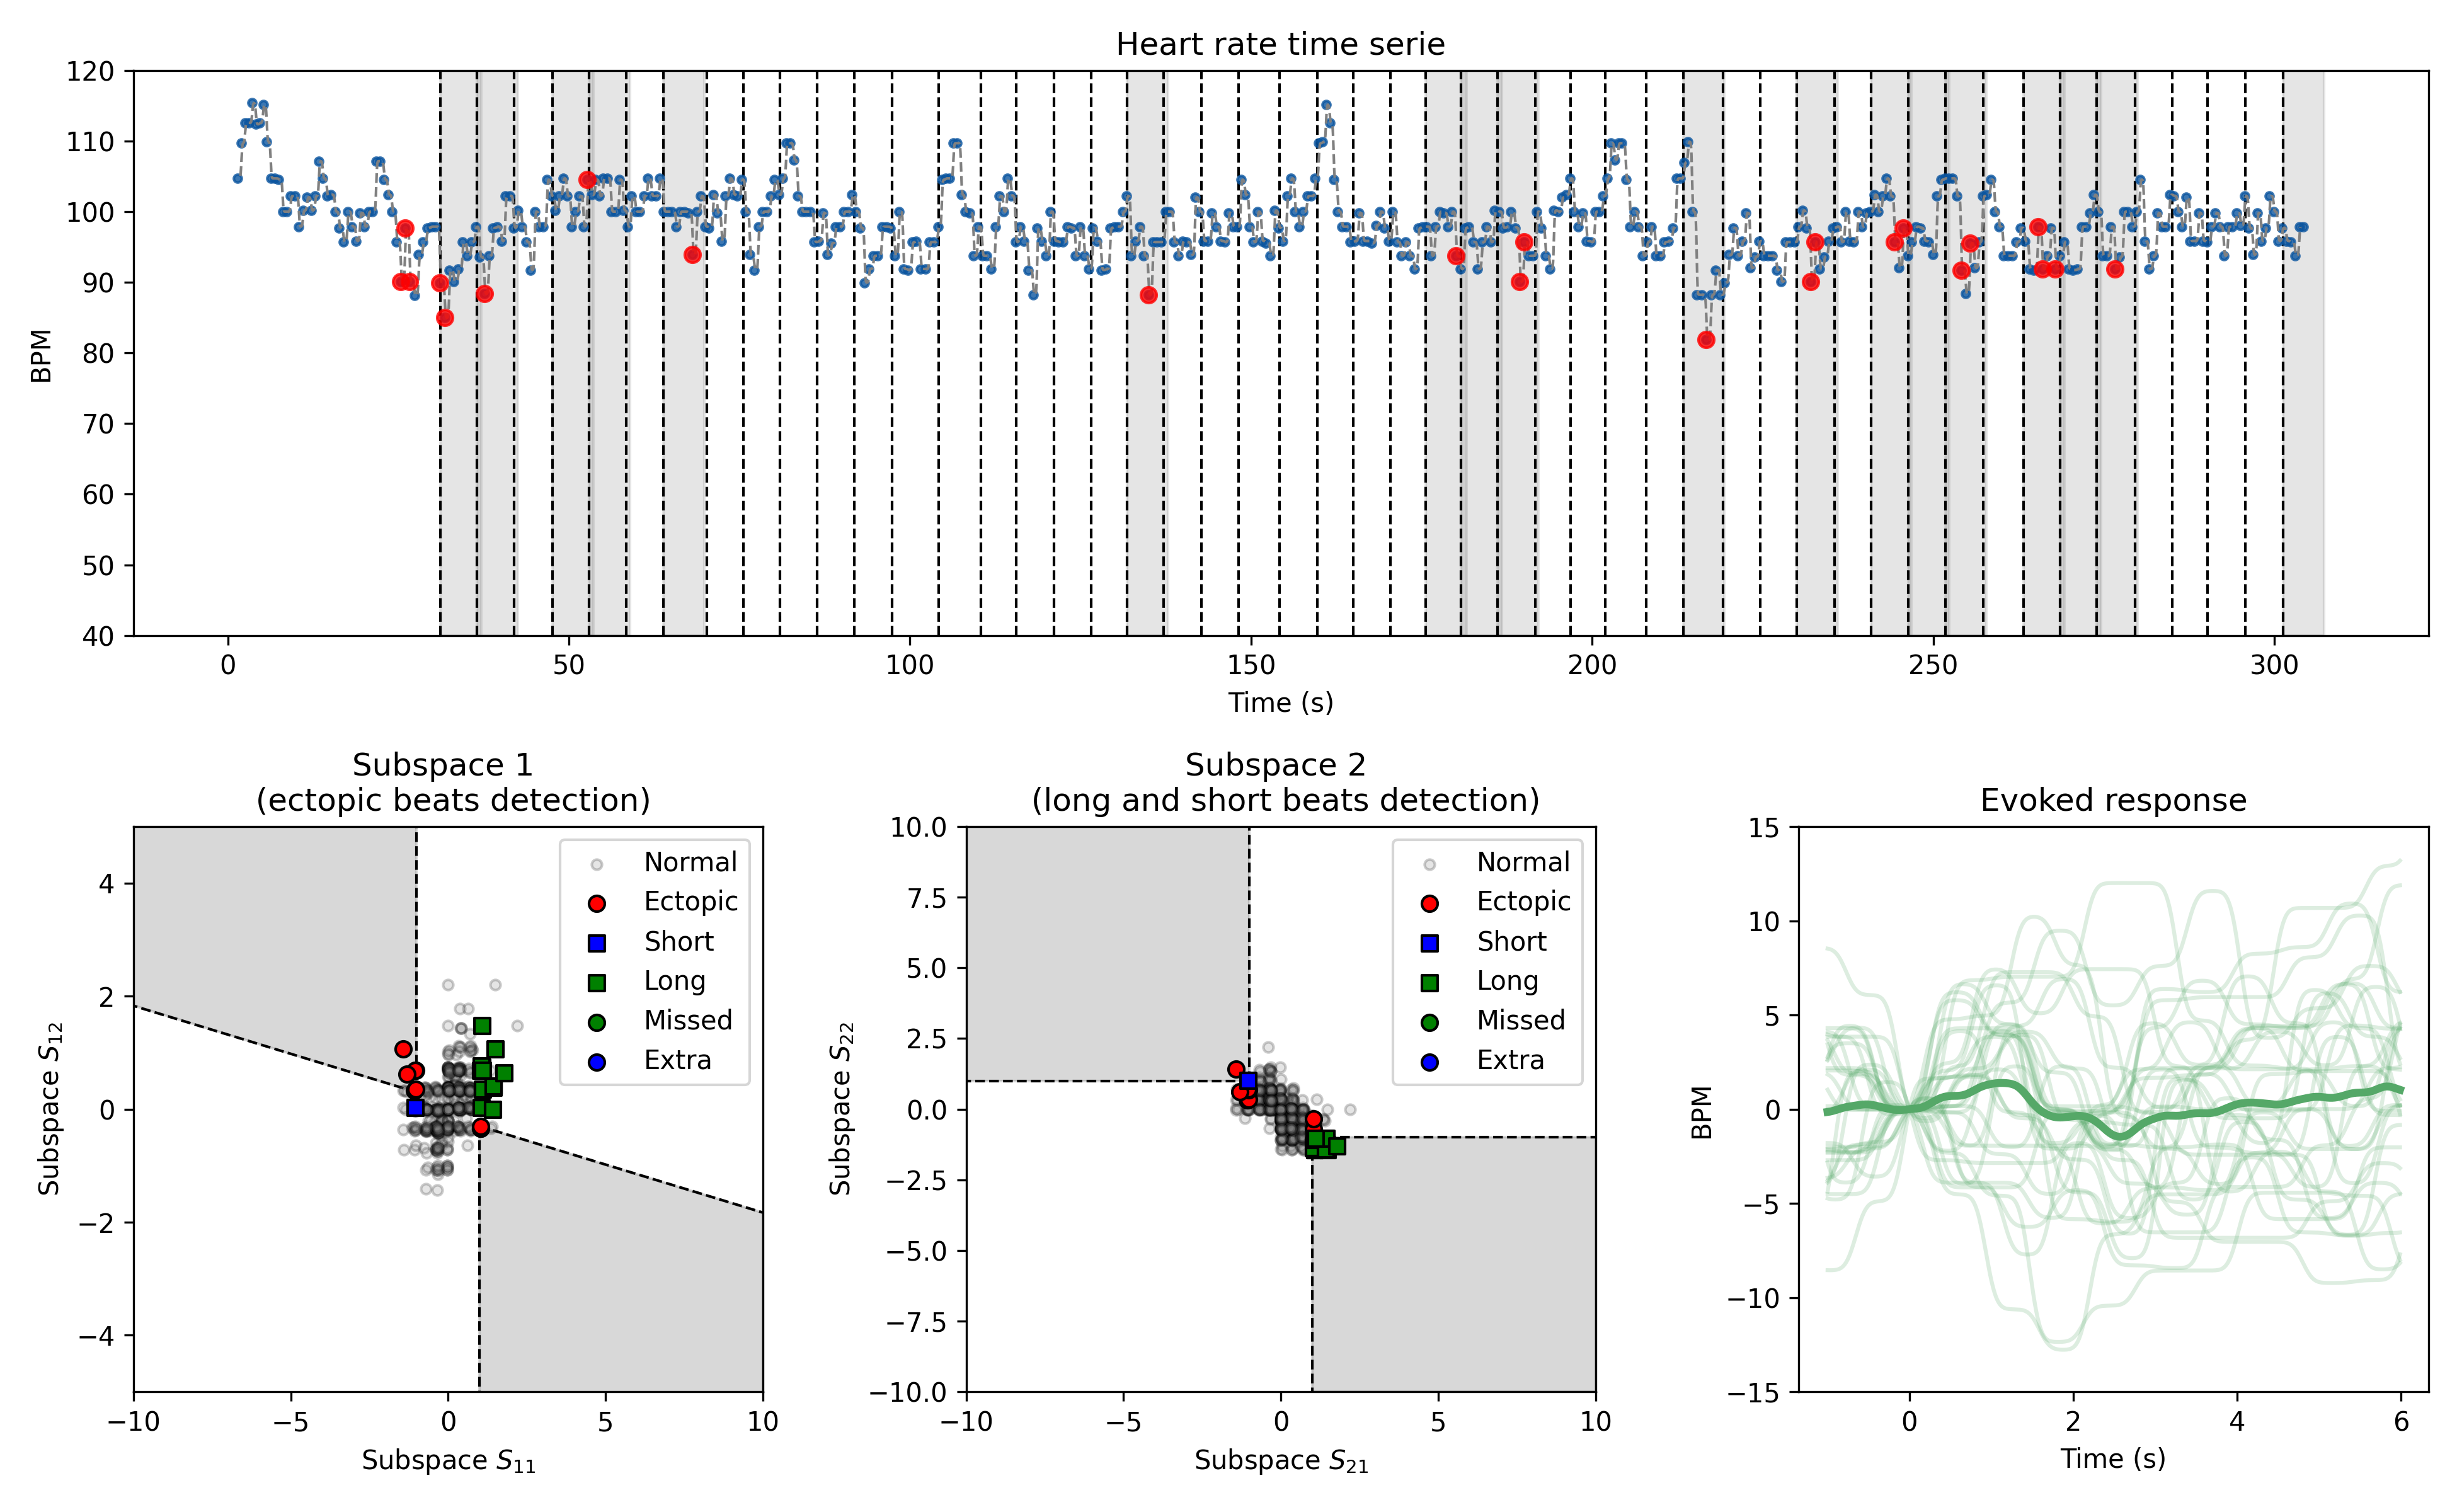 Heart rate time serie
120
110
100
90
80
70
60
50
40
BPM
0 50 100 150 200 250 300
Time (s)
Subspace 1
(ectopic beats detection)
4
2
0
−2
−4
Subspace S₁₂
Normal
Ectopic
Short
Long
Missed
Extra
−10 −5 0 5 10
Subspace S₁₁
Subspace 2
(long and short beats detection)
10.0
7.5
5.0
2.5
0.0
−2.5
−5.0
−7.5
−10.0
Subspace S₂₂
Normal
Ectopic
Short
Long
Missed
Extra
−10 −5 0 5 10
Subspace S₂₁
Evoked response
15
10
5
0
−5
−10
−15
BPM
0 2 4 6
Time (s)